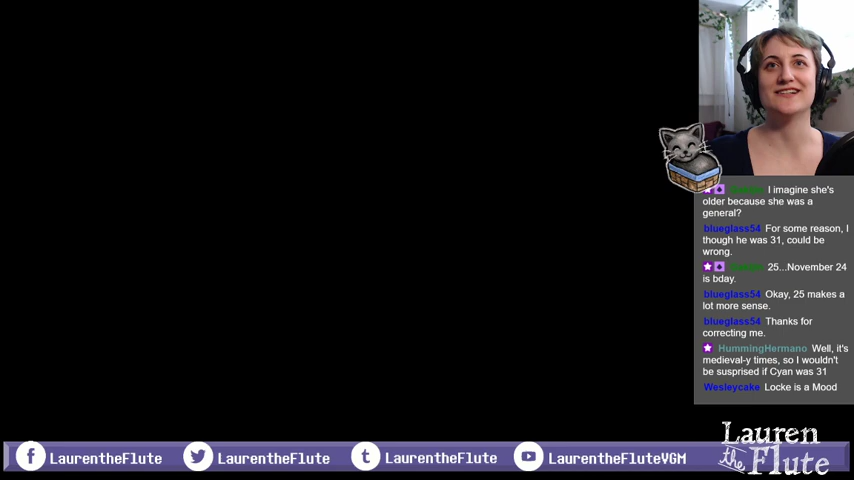 I imagine she's
older because she was a
general?
blueglass54 For some reason, I
though he was 31, could be
wrong.
25...November 24
is bday.
blueglass54 Okay, 25 makes a
lot more sense.
blueglass54 Thanks for
correcting me.
HummingHermano Well, it's
medieval-y times, so I wouldn't
be susprised if Cyan was 31
Wesleycake Locke is a Mood
LaurentheFlute LaurentheFlute LaurentheFlute LaurentheFluteVGM
Lauren
the Flute